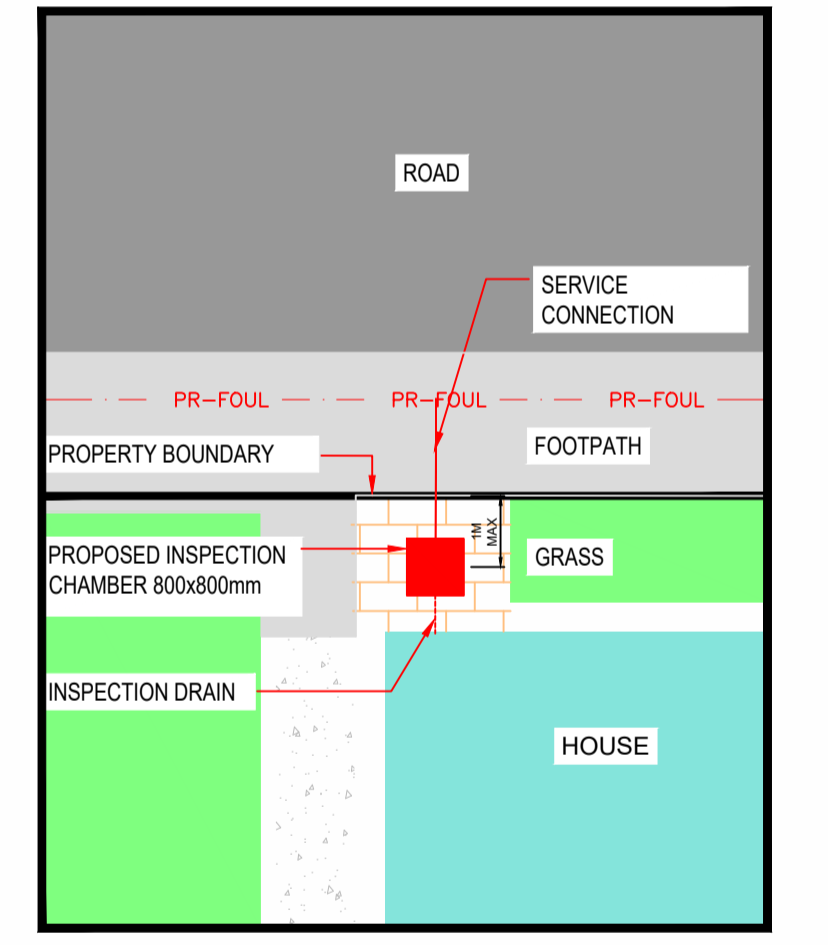 ROAD
SERVICE
CONNECTION
PR-FOUL PR-FOUL PR-FOUL
FOOTPATH
PROPERTY BOUNDARY
1M
MAX
PROPOSED INSPECTION
CHAMBER 800x800mm
GRASS
INSPECTION DRAIN
HOUSE